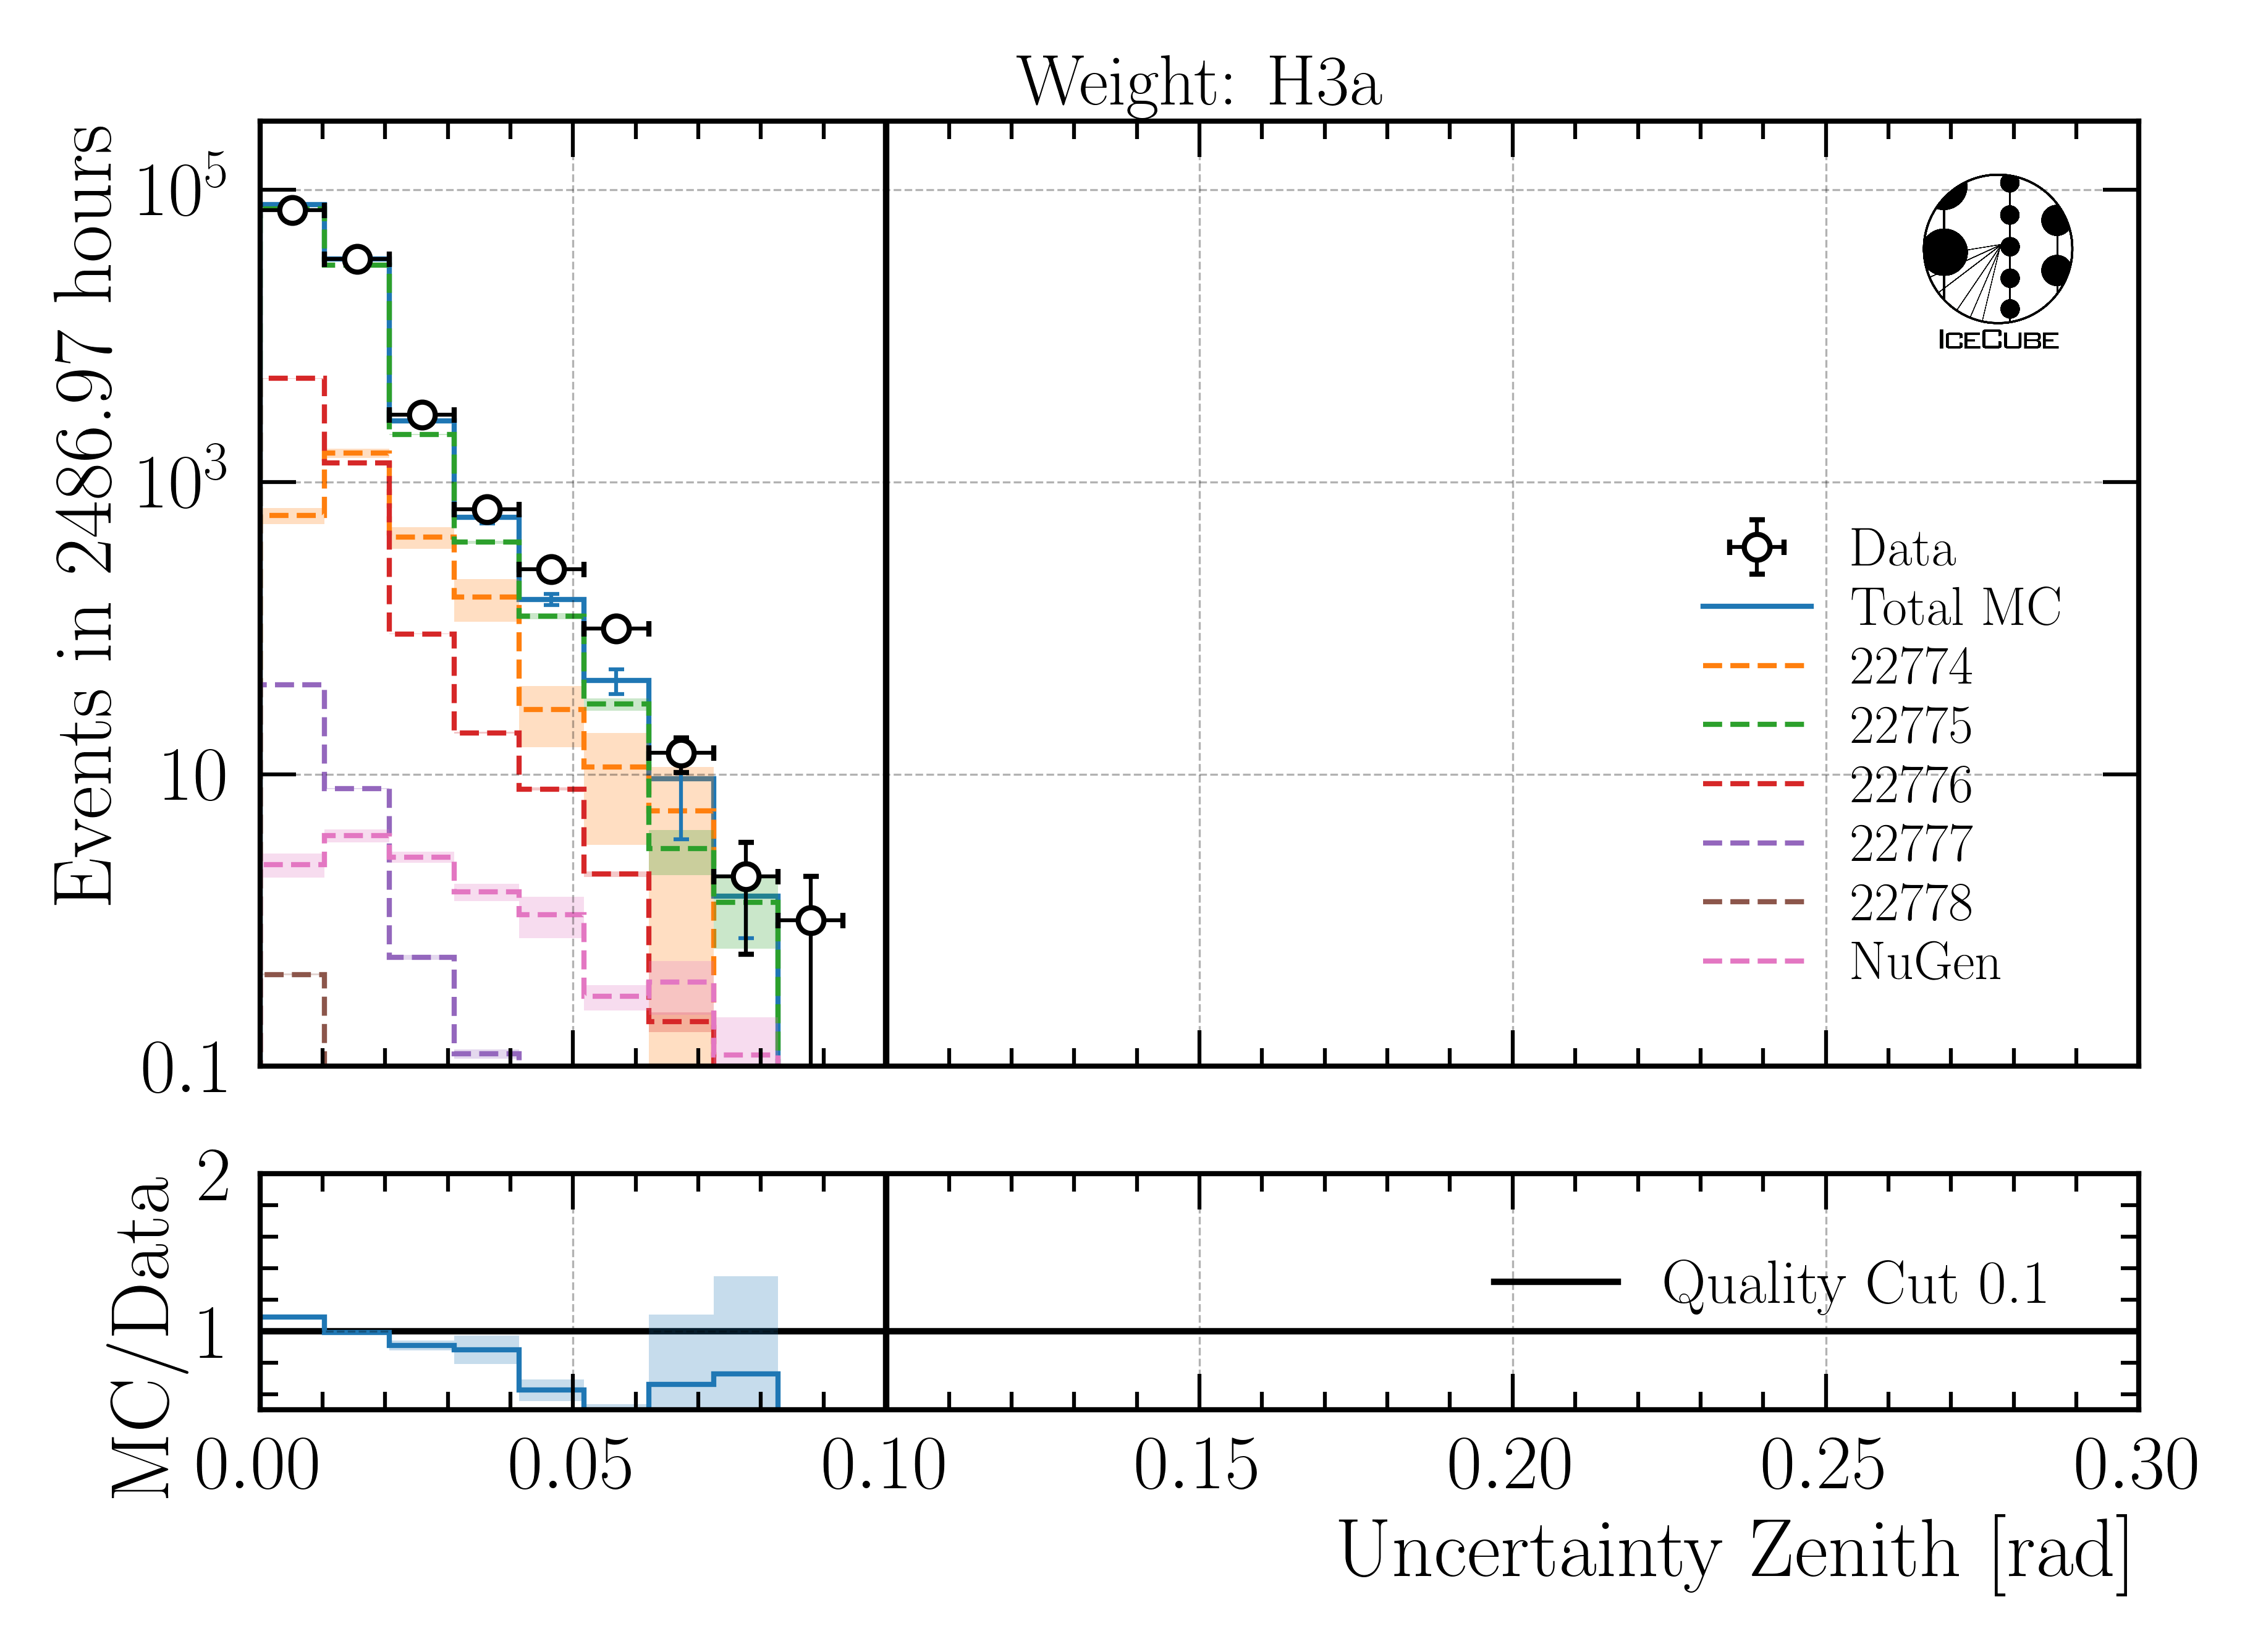 Weight: H3a
Events in 2486.97 hours
10^5
10^3
10
0.1
ICECUBE
Data
Total MC
22774
22775
22776
22777
22778
NuGen
MC/Data
2
1
Quality Cut 0.1
0.00 0.05 0.10 0.15 0.20 0.25 0.30
Uncertainty Zenith [rad]